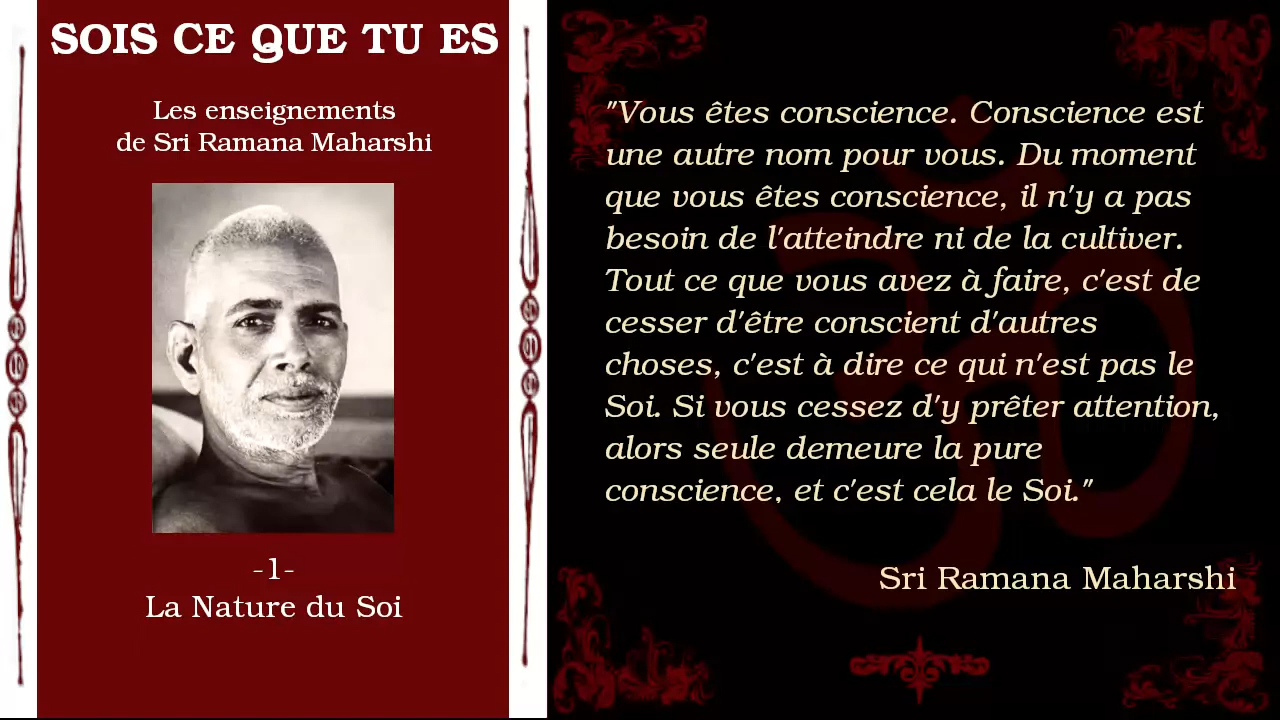 SOIS CE QUE TU ES
Les enseignements
de Sri Ramana Maharshi
-1-
La Nature du Soi
"Vous êtes conscience. Conscience est
une autre nom pour vous. Du moment
que vous êtes conscience, il n'y a pas
besoin de l'atteindre ni de la cultiver.
Tout ce que vous avez à faire, c'est de
cesser d'être conscient d'autres
choses, c'est à dire ce qui n'est pas le
Soi. Si vous cessez d'y prêter attention,
alors seule demeure la pure
conscience, et c'est cela le Soi."
Sri Ramana Maharshi